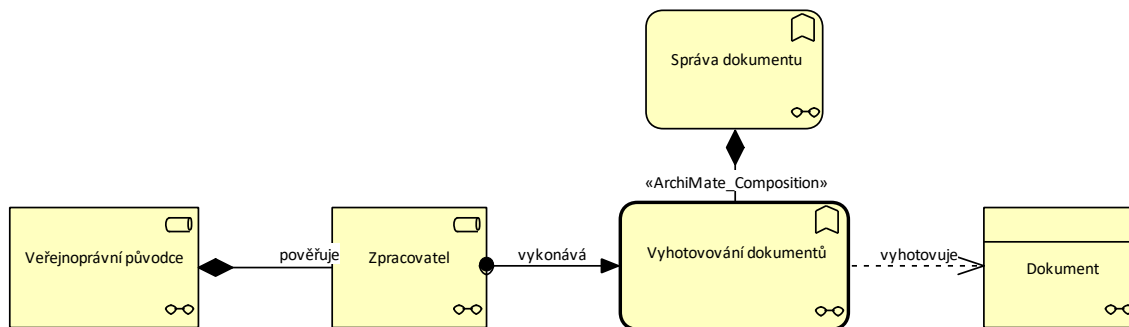 Správa dokumentu
«ArchiMate_Composition»
Veřejnoprávní původce
pověřuje
Zpracovatel
vykonává
Vyhotovování dokumentů
vyhotovuje
Dokument